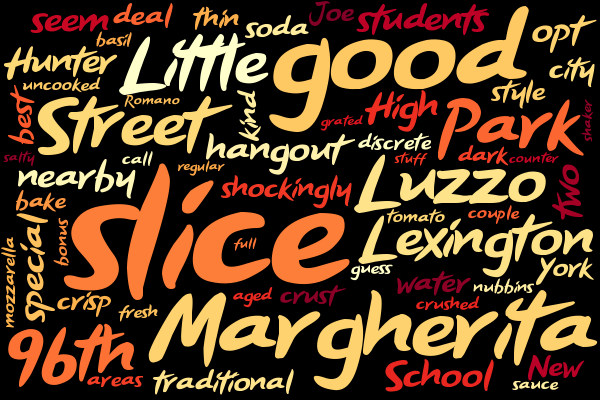 seem deal thin soda Joe students
basil
Hunter Little good opt
uncooked city
best Romano style
Street kind grated High Park shaker
salty call hangout discrete
regular stuff dark counter
nearby shockingly Luzzo two
bake slice tomato couple
special bonus full Lexington
mozzarella guess York
crisp fresh aged crust water nubbins
crushed
96th Margherita
areas traditional School New
sauce